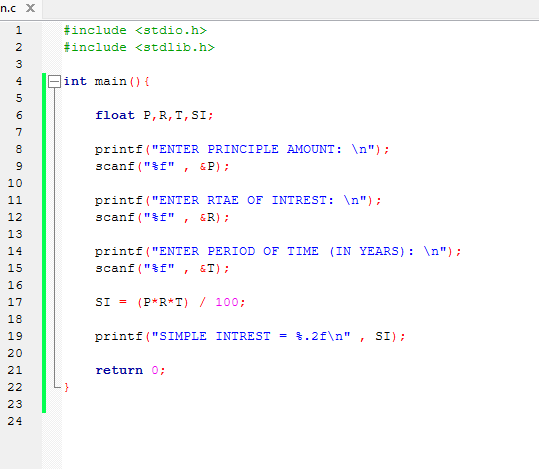 n.c X
1 #include <stdio.h>
2 #include <stdlib.h>
3
4 int main(){
5
6 float P,R,T,SI;
7
8 printf("ENTER PRINCIPLE AMOUNT: \n");
9 scanf("%f" , &P);
10
11 printf("ENTER RTAE OF INTREST: \n");
12 scanf("%f" , &R);
13
14 printf("ENTER PERIOD OF TIME (IN YEARS): \n");
15 scanf("%f" , &T);
16
17 SI = (P*R*T) / 100;
18
19 printf("SIMPLE INTREST = %.2f\n" , SI);
20
21 return 0;
22 }
23
24